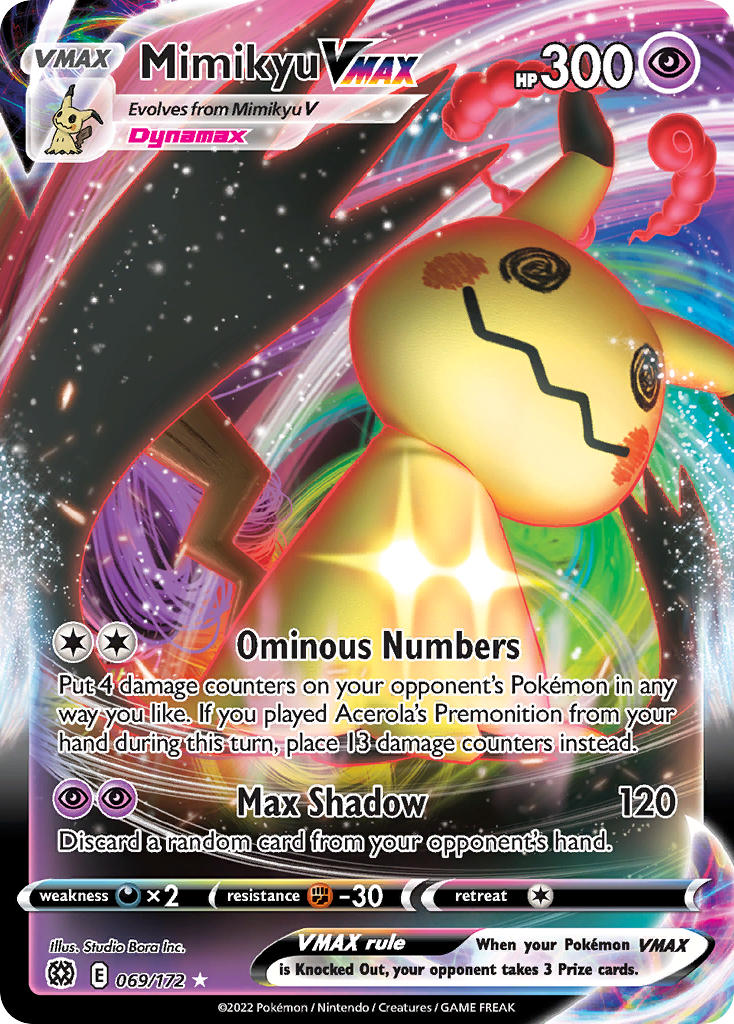 VMAX Mimikyu VMAX HP 300
Evolves from Mimikyu V
Dynamax
Ominous Numbers
Put 4 damage counters on your opponent's Pokémon in any
way you like. If you played Acerola's Premonition from your
hand during this turn, place 13 damage counters instead.
Max Shadow 120
Discard a random card from your opponent's hand.
weakness ×2 resistance -30 retreat
Illus. Studio Bora Inc.
VMAX rule When your Pokémon VMAX
is Knocked Out, your opponent takes 3 Prize cards.
E 069/172 ★
©2022 Pokémon / Nintendo / Creatures / GAME FREAK